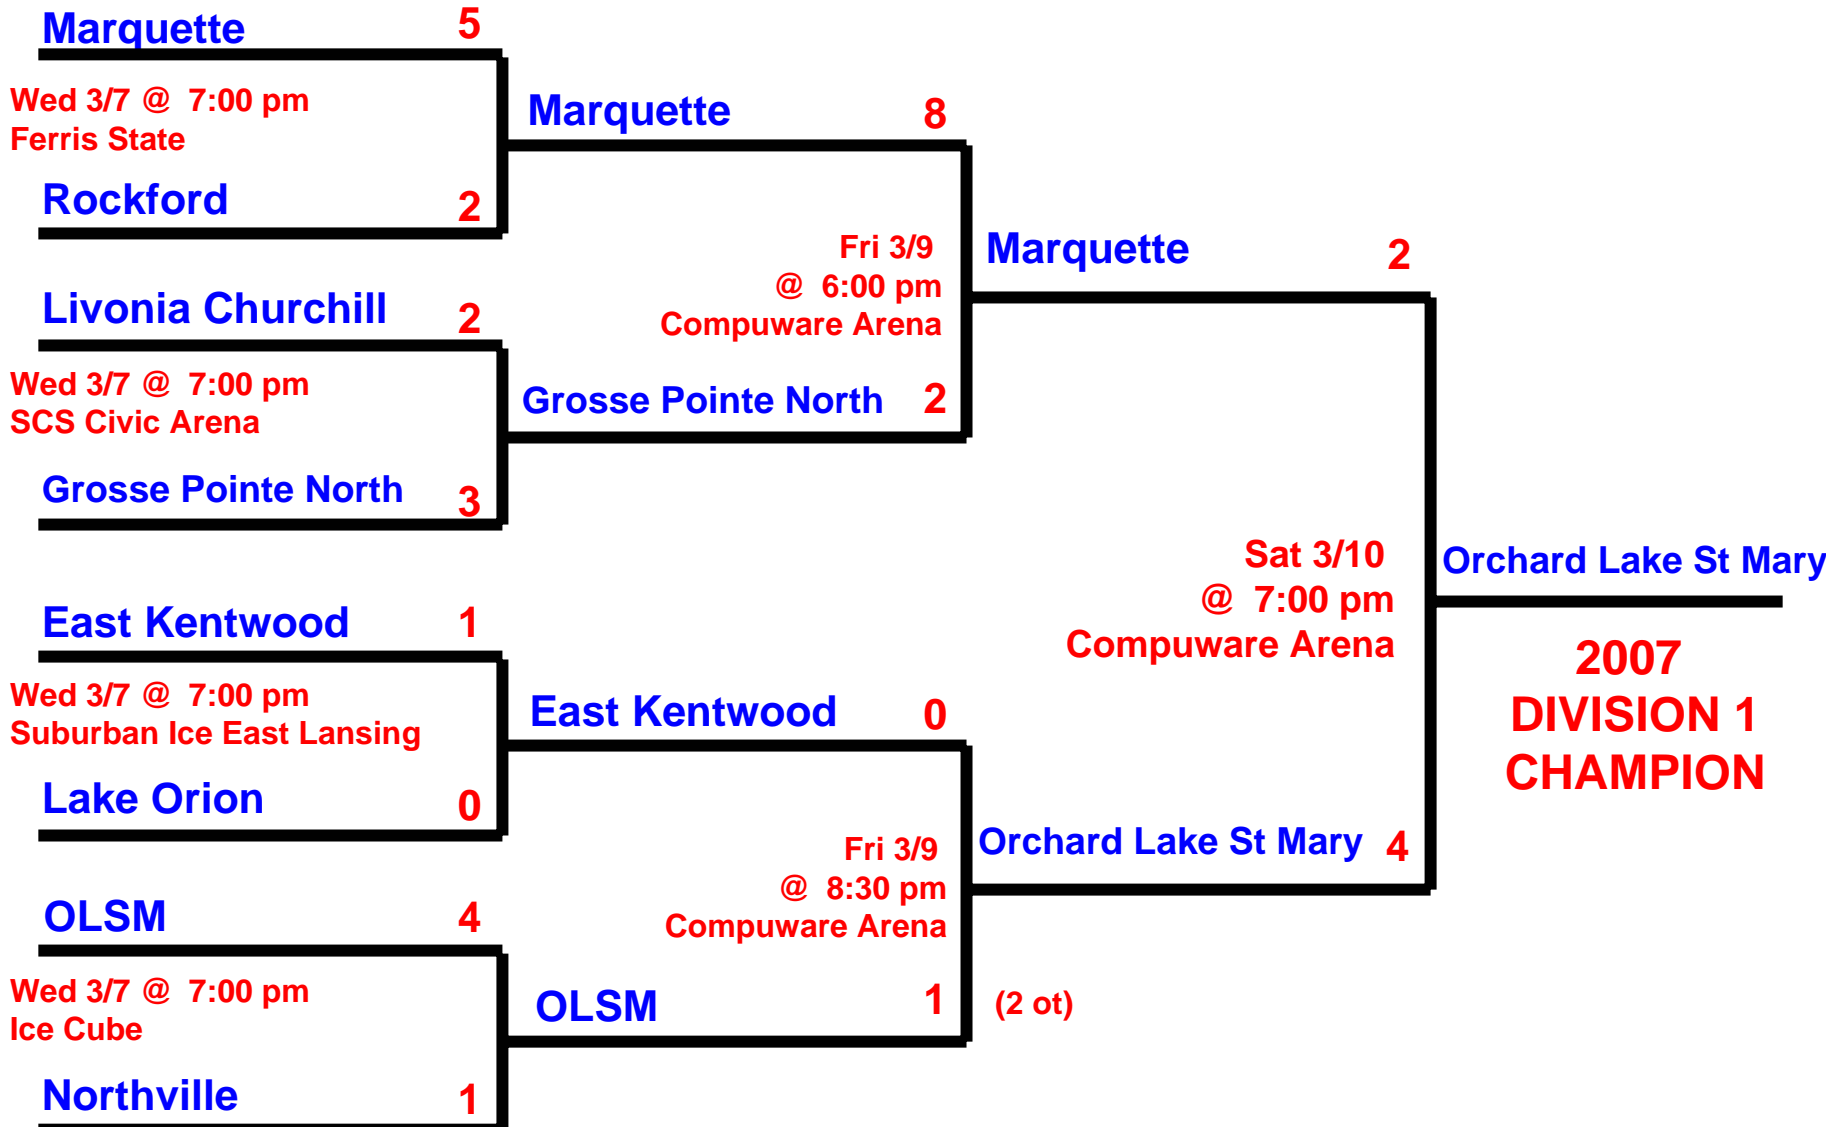 Marquette 5
Wed 3/7 @ 7:00 pm
Ferris State
Rockford 2
Livonia Churchill 2
Wed 3/7 @ 7:00 pm
SCS Civic Arena
Grosse Pointe North 3
East Kentwood 1
Wed 3/7 @ 7:00 pm
Suburban Ice East Lansing
Lake Orion 0
OLSM 4
Wed 3/7 @ 7:00 pm
Ice Cube
Northville 1
Marquette 8
Fri 3/9
@ 6:00 pm
Compuware Arena
Grosse Pointe North 2
East Kentwood 0
Fri 3/9
@ 8:30 pm
Compuware Arena
OLSM 1 (2 ot)
Marquette 2
Sat 3/10
@ 7:00 pm
Compuware Arena
Orchard Lake St Mary 4
Orchard Lake St Mary
2007
DIVISION 1
CHAMPION